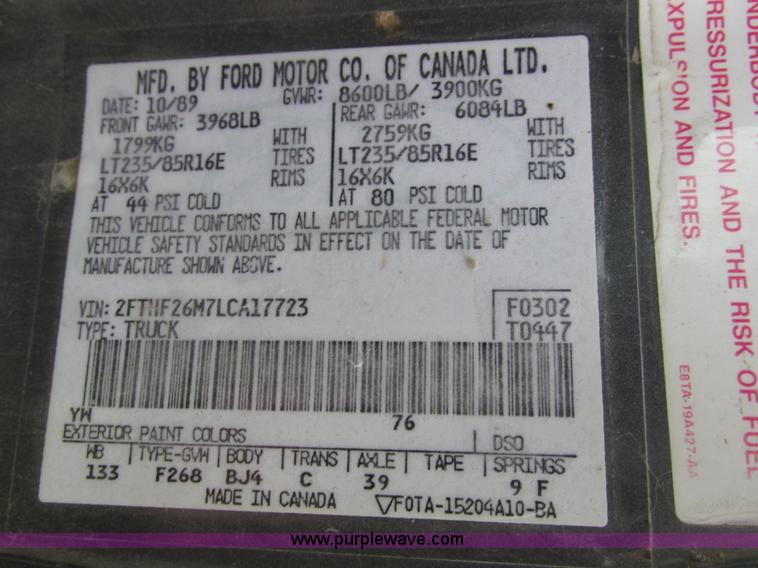 MFD. BY FORD MOTOR CO. OF CANADA LTD.
DATE: 10/89 GVWR: 8600LB/ 3900KG
FRONT GAWR: 3968LB REAR GAWR: 6084LB
1799KG WITH 2759KG WITH
LT235/85R16E TIRES LT235/85R16E TIRES
16X6K RIMS 16X6K RIMS
AT 44 PSI COLD AT 80 PSI COLD
THIS VEHICLE CONFORMS TO ALL APPLICABLE FEDERAL MOTOR
VEHICLE SAFETY STANDARDS IN EFFECT ON THE DATE OF
MANUFACTURE SHOWN ABOVE.
VIN: 2FTHF26M7LCA17723 F0302
TYPE: TRUCK T0447
YW 76
EXTERIOR PAINT COLORS DSO
WB TYPE-GVW BODY TRANS AXLE TAPE SPRINGS
133 F268 BJ4 C 39 9 F
MADE IN CANADA F0TA-15204A10-BA
UNDERBODY
PRESSURIZATION AND THE RISK OF FUEL
EXPULSION AND FIRES.
E8TA-19A427-AA
www.purplewave.com